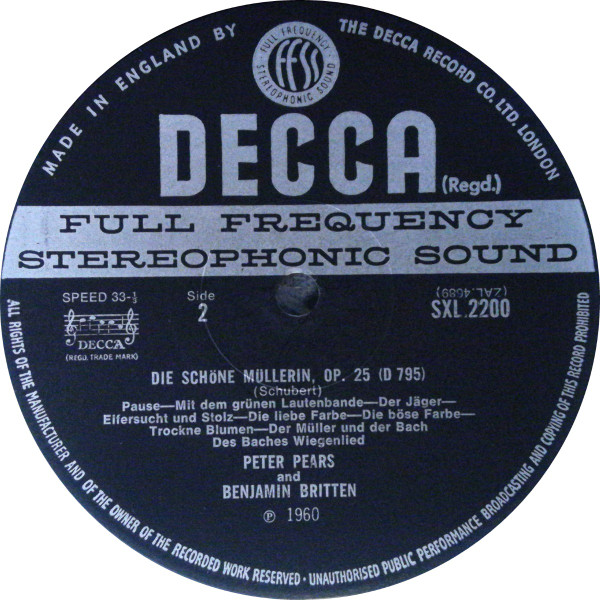 MADE IN ENGLAND BY
THE DECCA RECORD CO. LTD. LONDON
FULL FREQUENCY
FFSS
STEREOPHONIC SOUND
DECCA (Regd.)
FULL FREQUENCY
STEREOPHONIC SOUND
SPEED 33-⅓
Side
2
(ZAL.4689)
SXL.2200
DECCA
(REGD. TRADE MARK)
DIE SCHÖNE MÜLLERIN, OP. 25 (D 795)
(Schubert)
Pause—Mit dem grünen Lautenbande—Der Jäger—
Eifersucht und Stolz—Die liebe Farbe—Die böse Farbe—
Trockne Blumen—Der Müller und der Bach
Des Baches Wiegenlied
PETER PEARS
and
BENJAMIN BRITTEN
℗ 1960
ALL RIGHTS OF THE MANUFACTURER AND OF THE OWNER OF THE RECORDED WORK RESERVED · UNAUTHORISED PUBLIC PERFORMANCE BROADCASTING AND COPYING OF THIS RECORD PROHIBITED